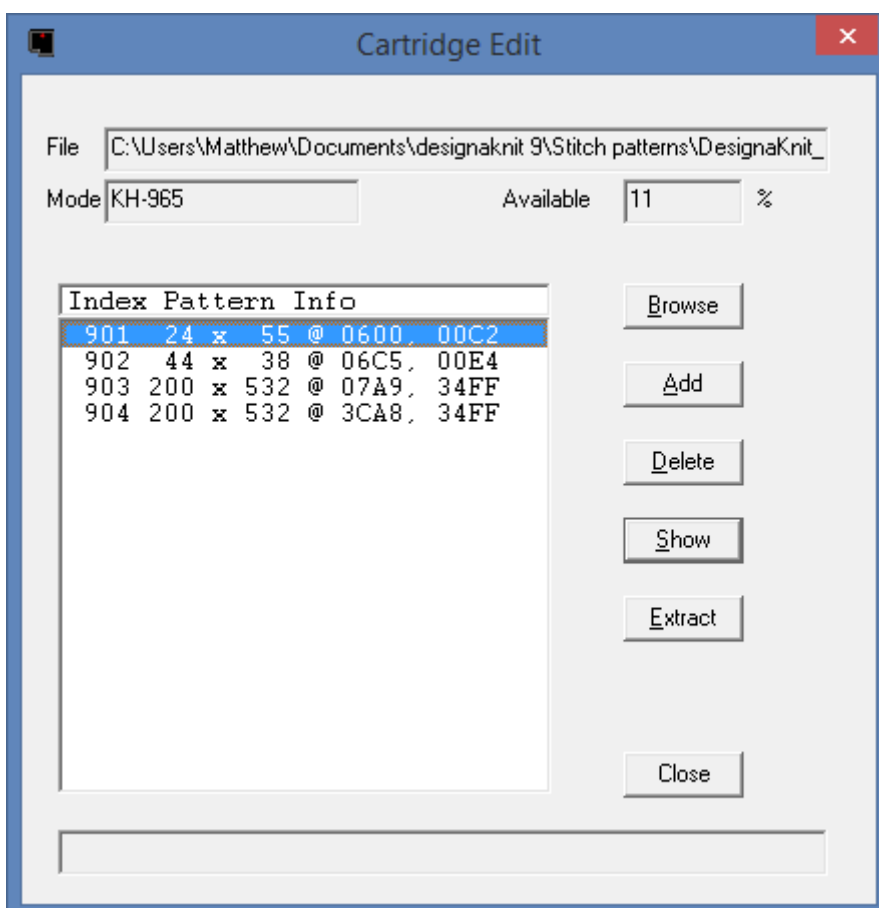 Cartridge Edit
File C:\Users\Matthew\Documents\designaknit 9\Stitch patterns\DesignaKnit_
Mode KH-965 Available 11 %
Index Pattern Info
901 24 x 55 @ 0600, 00C2
902 44 x 38 @ 06C5, 00E4
903 200 x 532 @ 07A9, 34FF
904 200 x 532 @ 3CA8, 34FF
Browse
Add
Delete
Show
Extract
Close